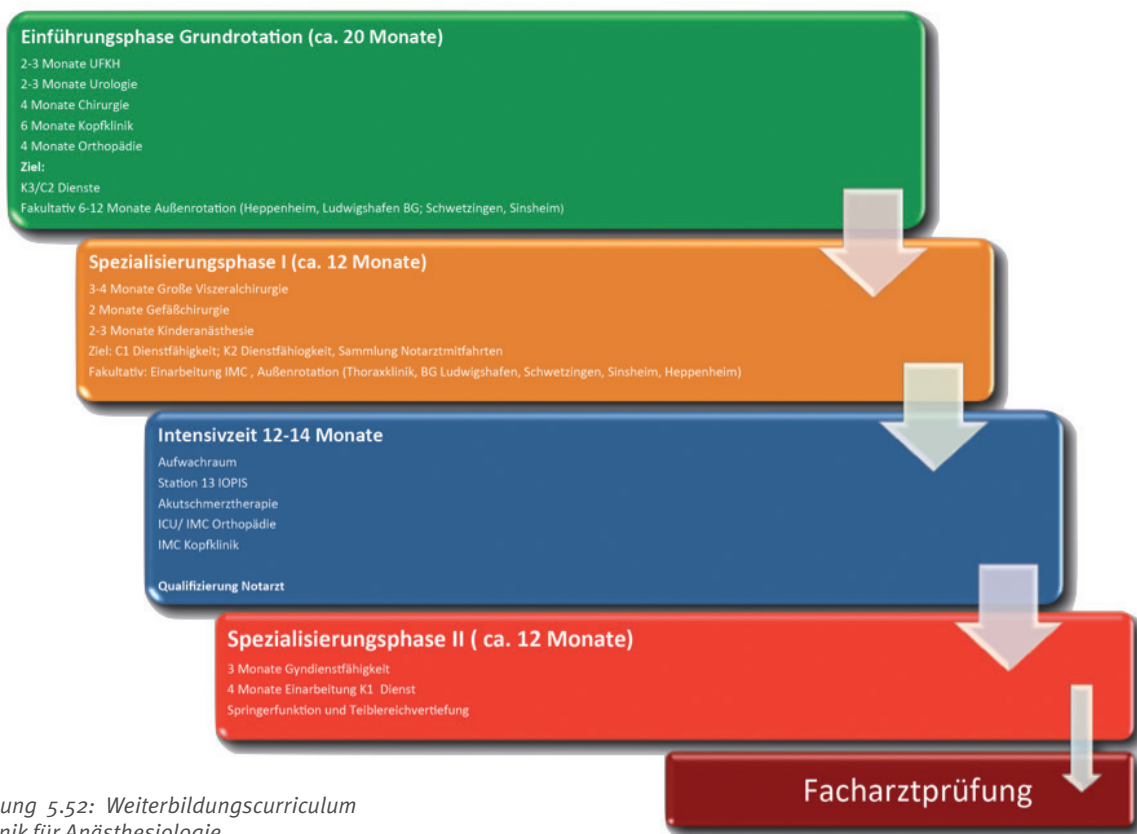 Einführungsphase Grundrotation (ca. 20 Monate)
2-3 Monate UFKH
2-3 Monate Urologie
4 Monate Chirurgie
6 Monate Kopfklinik
4 Monate Orthopädie
Ziel:
K3/C2 Dienste
Fakultativ 6-12 Monate Außenrotation (Heppenheim, Ludwigshafen BG; Schwetzingen, Sinsheim)
Spezialisierungsphase I (ca. 12 Monate)
3-4 Monate Große Viszeralchirurgie
2 Monate Gefäßchirurgie
2-3 Monate Kinderanästhesie
Ziel: C1 Dienstfähigkeit; K2 Dienstfähiogkeit, Sammlung Notarztmitfahrten
Fakultativ: Einarbeitung IMC , Außenrotation (Thoraxklinik, BG Ludwigshafen, Schwetzingen, Sinsheim, Heppenheim)
Intensivzeit 12-14 Monate
Aufwachraum
Station 13 IOPIS
Akutschmerztherapie
ICU/ IMC Orthopädie
IMC Kopfklinik
Qualifizierung Notarzt
Spezialisierungsphase II ( ca. 12 Monate)
3 Monate Gyndienstfähigkeit
4 Monate Einarbeitung K1 Dienst
Springerfunktion und Teiblereichvertiefung
Facharztprüfung
ung 5.52: Weiterbildungscurriculum
nik für Anästhesiologie